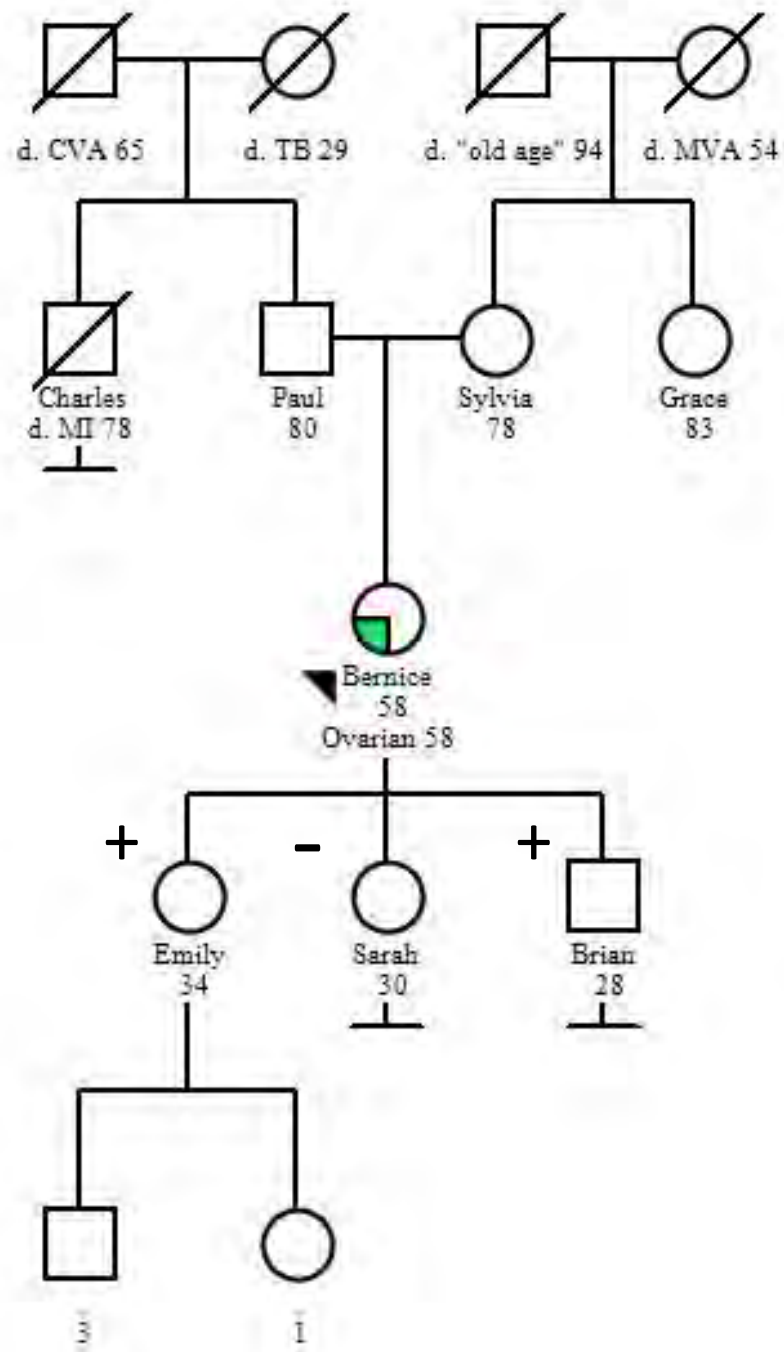 d. CVA 65
d. TB 29
d. "old age" 94
d. MVA 54
Charles
d. MI 78
Paul
80
Sylvia
78
Grace
83
Bernice
58
Ovarian 58
+
-
+
Emily
34
Sarah
30
Brian
28
3
1